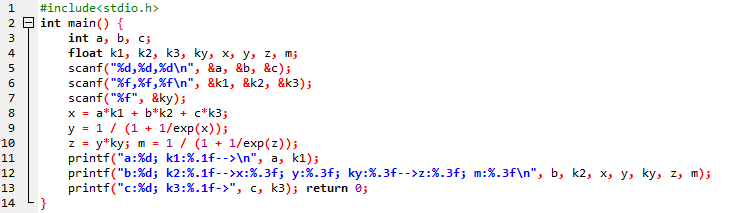 1 #include<stdio.h>
2 int main() {
3 int a, b, c;
4 float k1, k2, k3, ky, x, y, z, m;
5 scanf("%d,%d,%d\n", &a, &b, &c);
6 scanf("%f,%f,%f\n", &k1, &k2, &k3);
7 scanf("%f", &ky);
8 x = a*k1 + b*k2 + c*k3;
9 y = 1 / (1 + 1/exp(x));
10 z = y*ky; m = 1 / (1 + 1/exp(z));
11 printf("a:%d; k1:%.1f-->\n", a, k1);
12 printf("b:%d; k2:%.1f-->x:%.3f; y:%.3f; ky:%.3f-->z:%.3f; m:%.3f\n", b, k2, x, y, ky, z, m);
13 printf("c:%d; k3:%.1f->", c, k3); return 0;
14 }